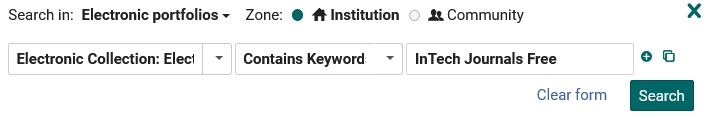 Search in: Electronic portfolios Zone: Institution Community
Electronic Collection: Elect Contains Keyword InTech Journals Free
Clear form Search